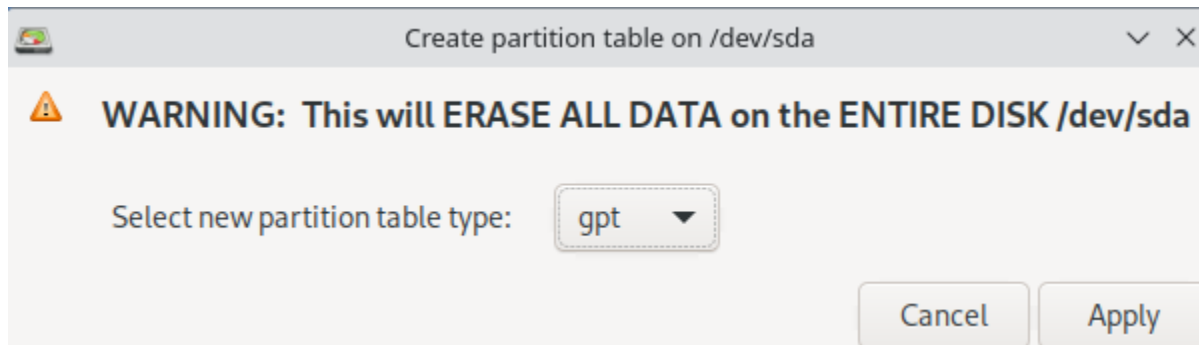 Create partition table on /dev/sda
WARNING:  This will ERASE ALL DATA on the ENTIRE DISK /dev/sda
Select new partition table type: gpt
Cancel Apply